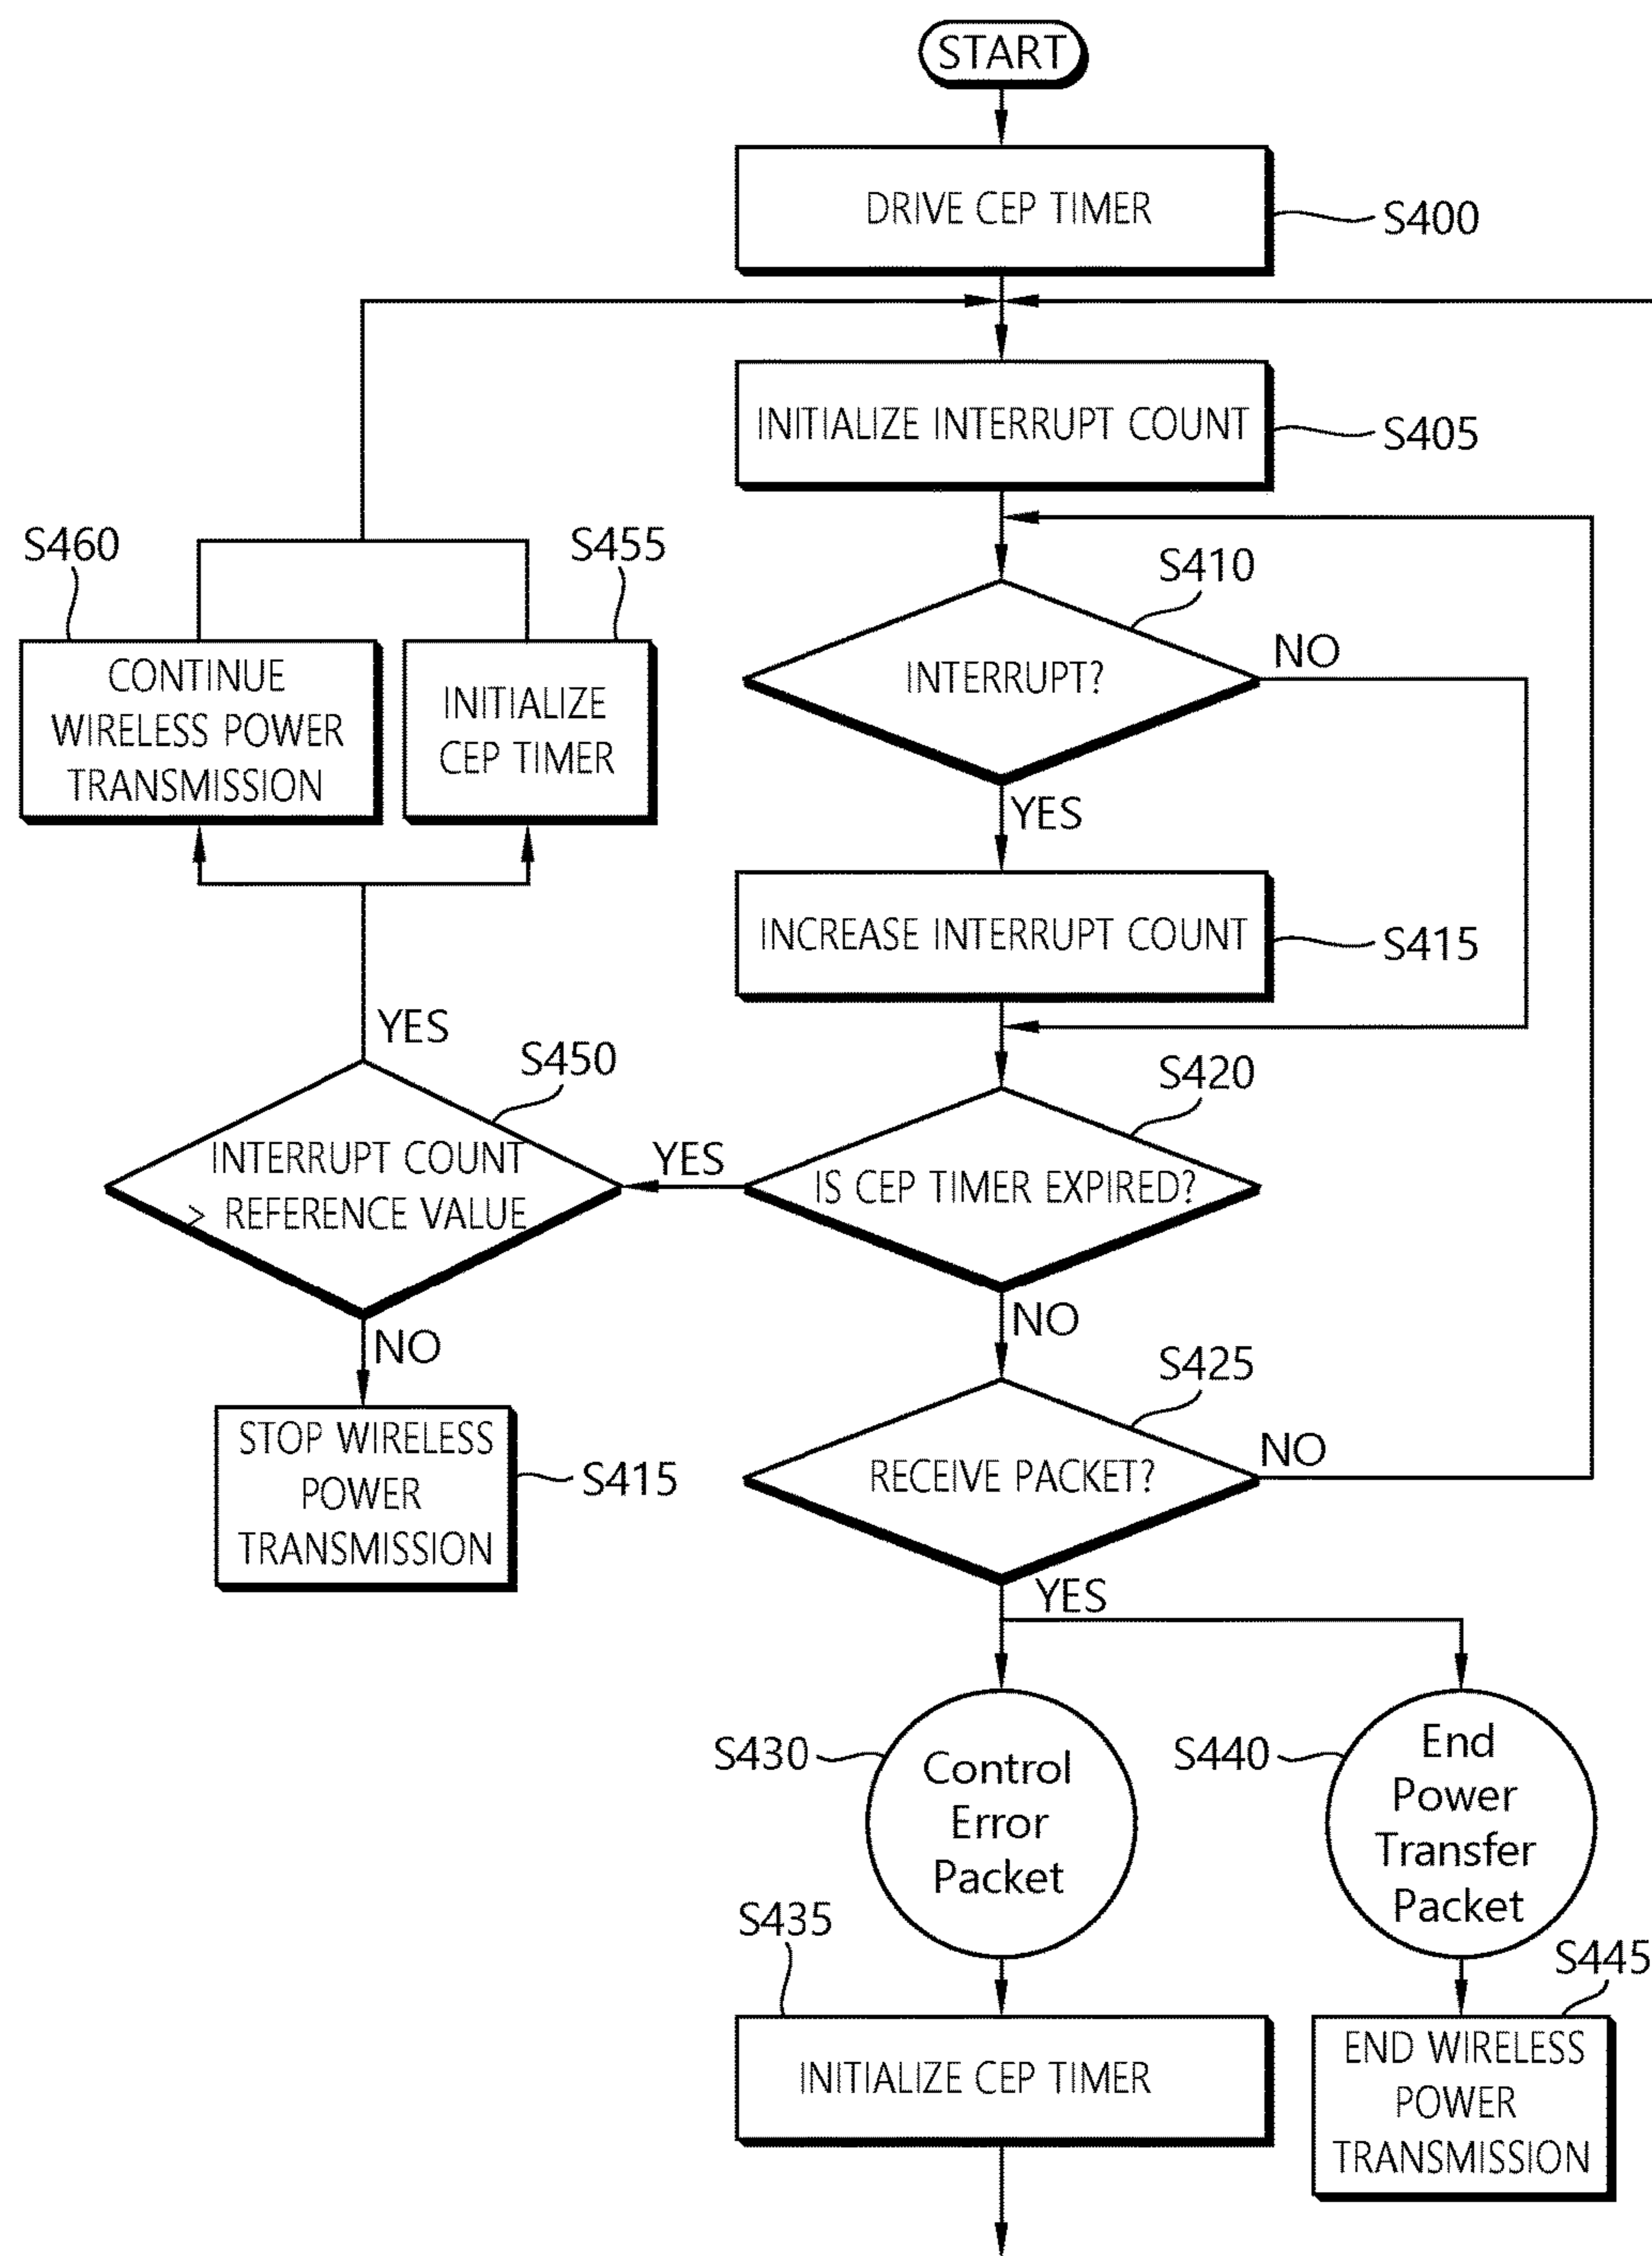 START
DRIVE CEP TIMER
S400
INITIALIZE INTERRUPT COUNT
S405
S460
S455
S410
CONTINUE
WIRELESS POWER
TRANSMISSION
INITIALIZE
CEP TIMER
INTERRUPT?
NO
YES
INCREASE INTERRUPT COUNT
S415
YES
S450
S420
INTERRUPT COUNT
> REFERENCE VALUE
YES
IS CEP TIMER EXPIRED?
NO
NO
S425
STOP WIRELESS
POWER
TRANSMISSION
S415
RECEIVE PACKET?
NO
YES
S430
Control
Error
Packet
S440
End
Power
Transfer
Packet
S435
S445
INITIALIZE CEP TIMER
END WIRELESS
POWER
TRANSMISSION